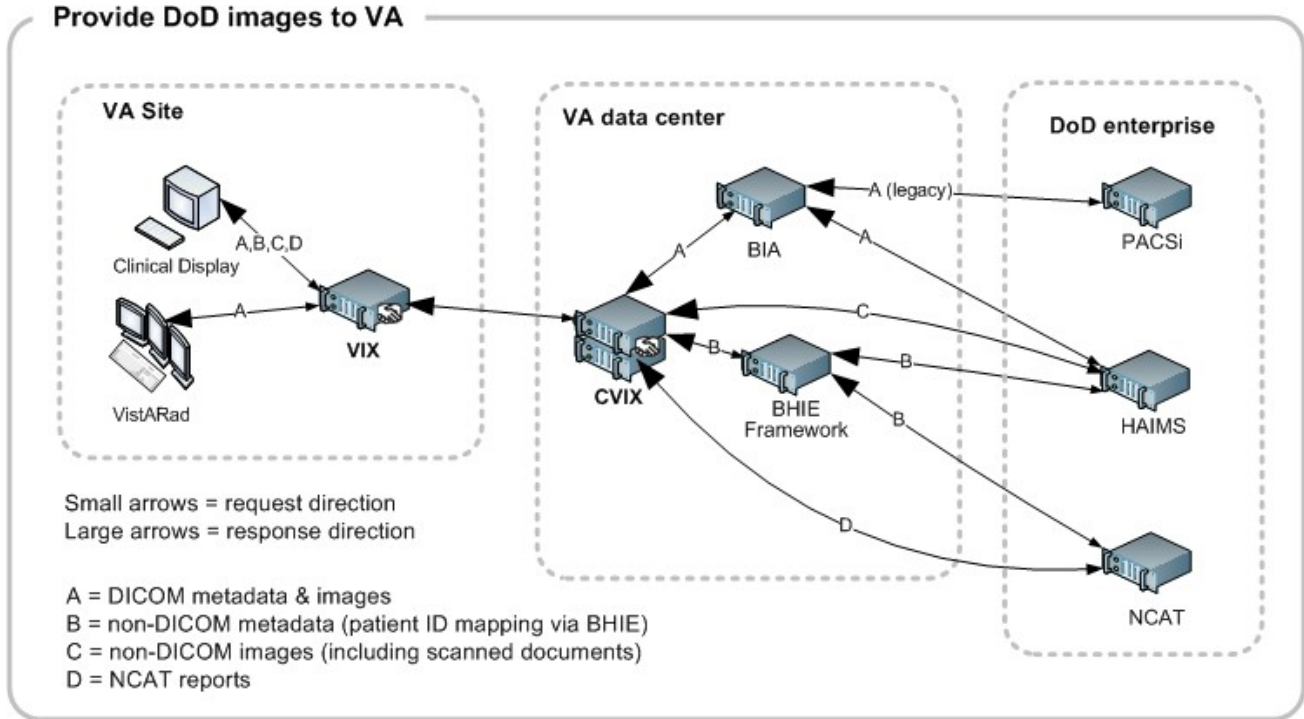 Provide DoD images to VA
VA Site
VA data center
DoD enterprise
A (legacy)
PACSi
BIA
A
A
Clinical Display
A,B,C,D
A
VIX
VistARad
C
B
CVIX
BHIE
Framework
B
B
HAIMS
D
NCAT
Small arrows = request direction
Large arrows = response direction
A = DICOM metadata & images
B = non-DICOM metadata (patient ID mapping via BHIE)
C = non-DICOM images (including scanned documents)
D = NCAT reports